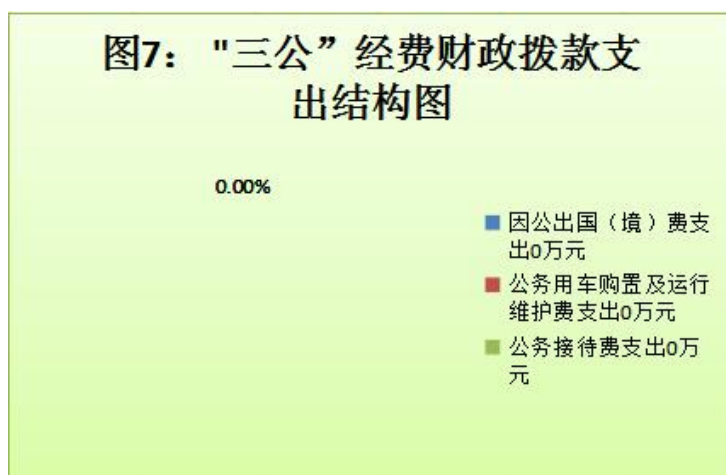 图7： "三公”经费财政拨款支
出结构图
0.00%
因公出国（境）费支
出0万元
公务用车购置及运行
维护费支出0万元
公务接待费支出0万
元